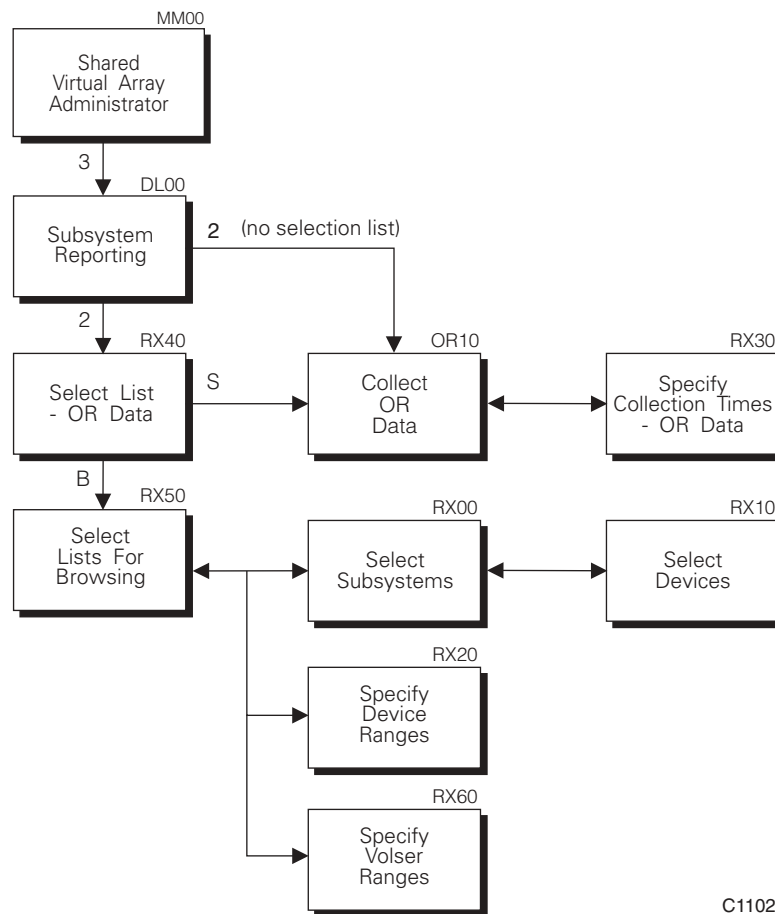 MM00
Shared
Virtual Array
Administrator
3
DL00
Subsystem
Reporting
2 (no selection list)
2
RX40
Select List
- OR Data
S
OR10
Collect
OR
Data
RX30
Specify
Collection Times
- OR Data
B
RX50
Select
Lists For
Browsing
RX00
Select
Subsystems
RX10
Select
Devices
RX20
Specify
Device
Ranges
RX60
Specify
Volser
Ranges
C1102